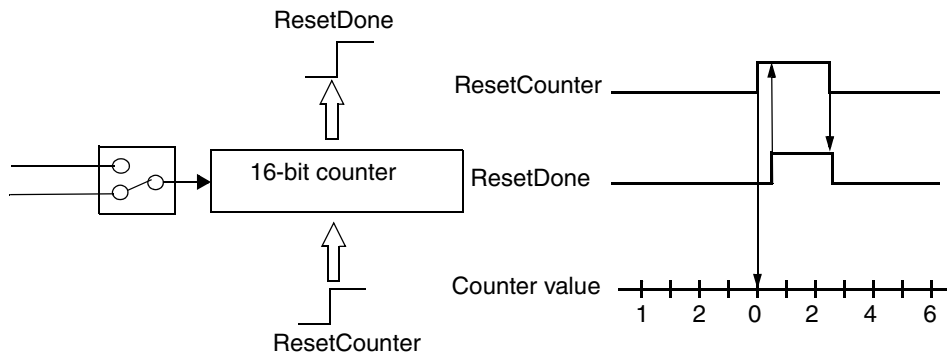 ResetDone
16-bit counter
ResetCounter
ResetCounter
ResetDone
Counter value
1 2 0 2 4 6